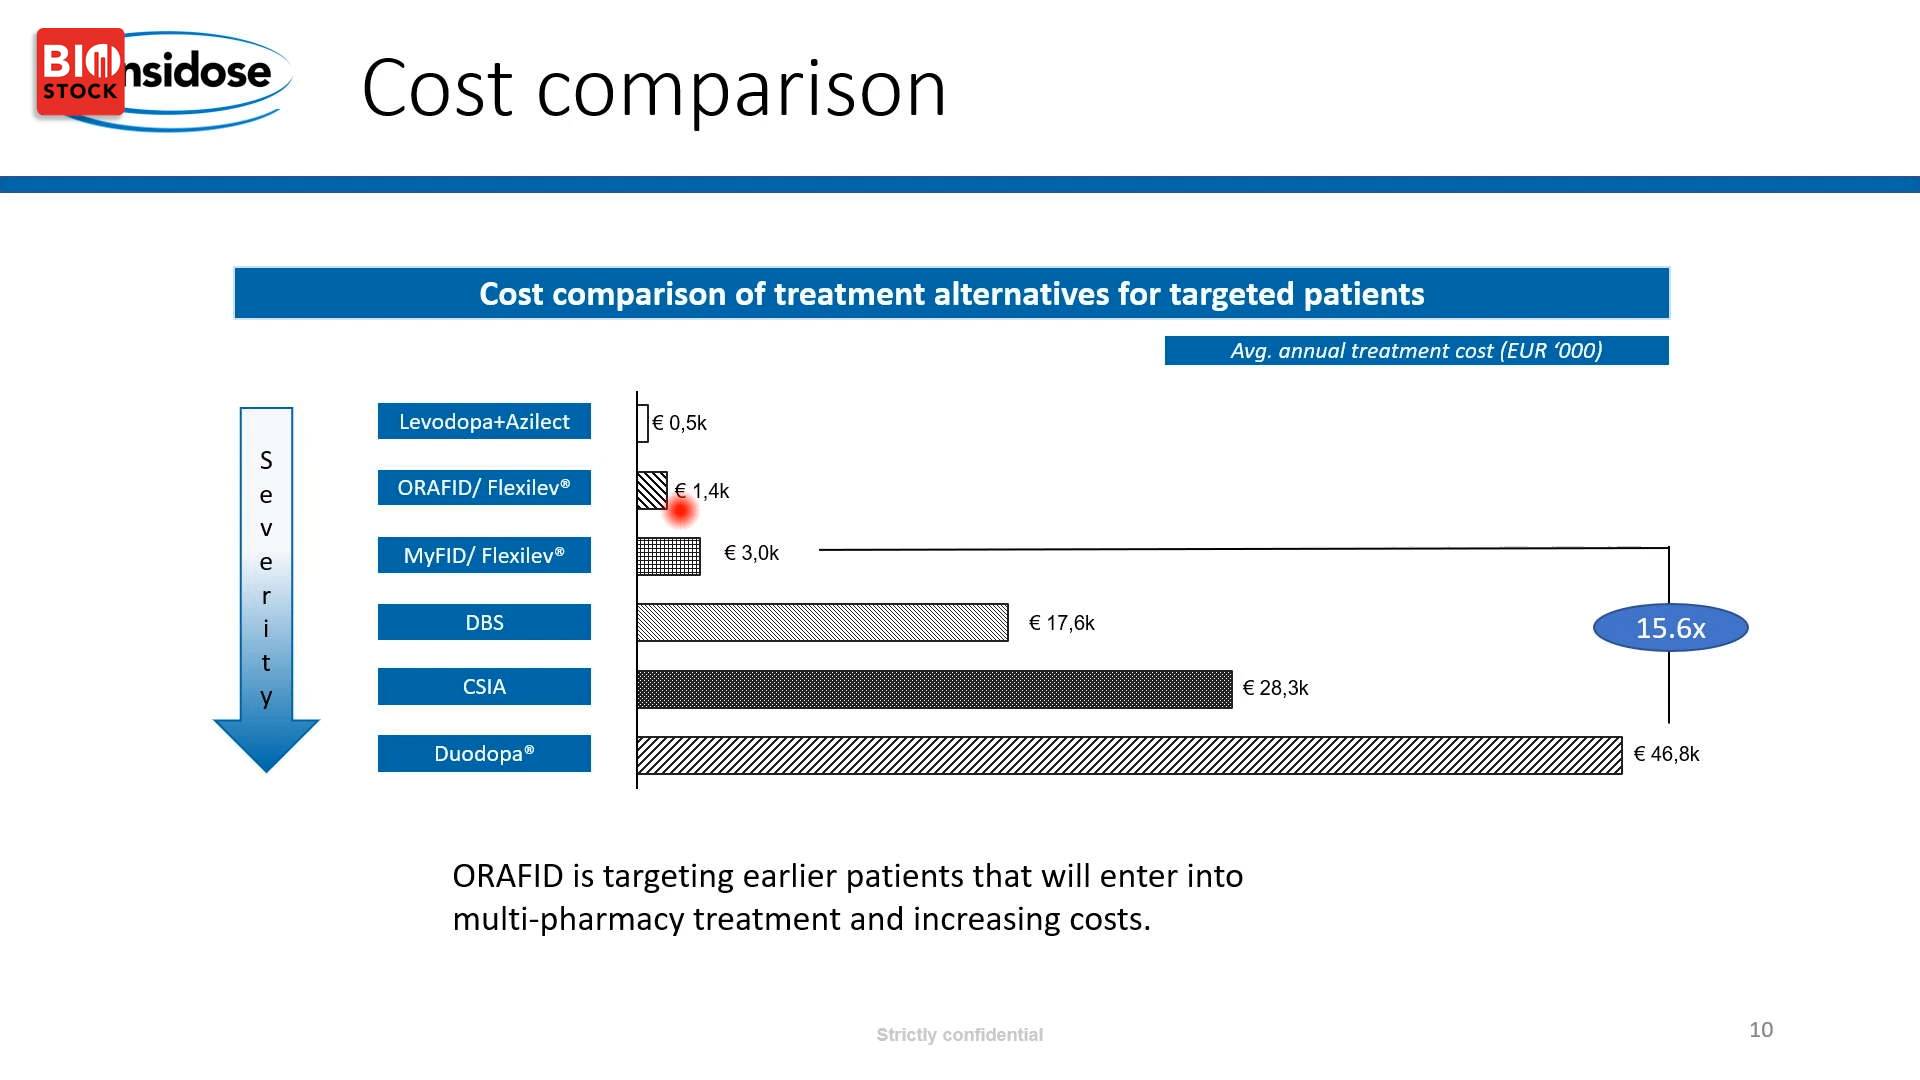 BIO
STOCK
nsidose
Cost comparison
Cost comparison of treatment alternatives for targeted patients
Avg. annual treatment cost (EUR ‘000)
Severity
Levodopa+Azilect
€ 0,5k
ORAFID/ Flexilev®
€ 1,4k
MyFID/ Flexilev®
€ 3,0k
DBS
€ 17,6k
15.6x
CSIA
€ 28,3k
Duodopa®
€ 46,8k
ORAFID is targeting earlier patients that will enter into
multi-pharmacy treatment and increasing costs.
Strictly confidential
10